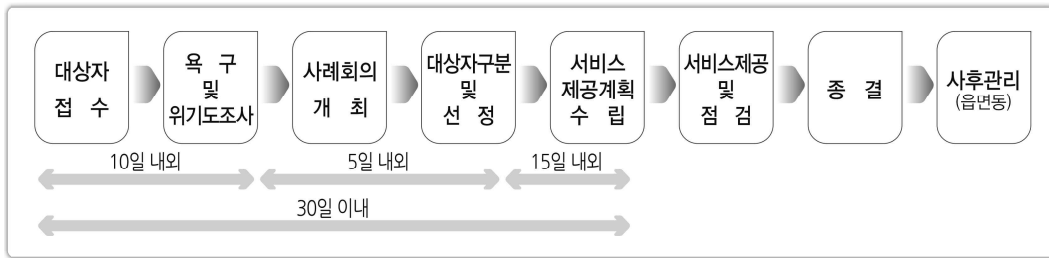 대상자
접 수
욕 구
및
위기도조사
사례회의
개 최
대상자구분
및
선 정
서비스
제공계획
수 립
서비스제공
및
점 검
종 결
사후관리
(읍면동)
10일 내외
5일 내외
15일 내외
30일 이내